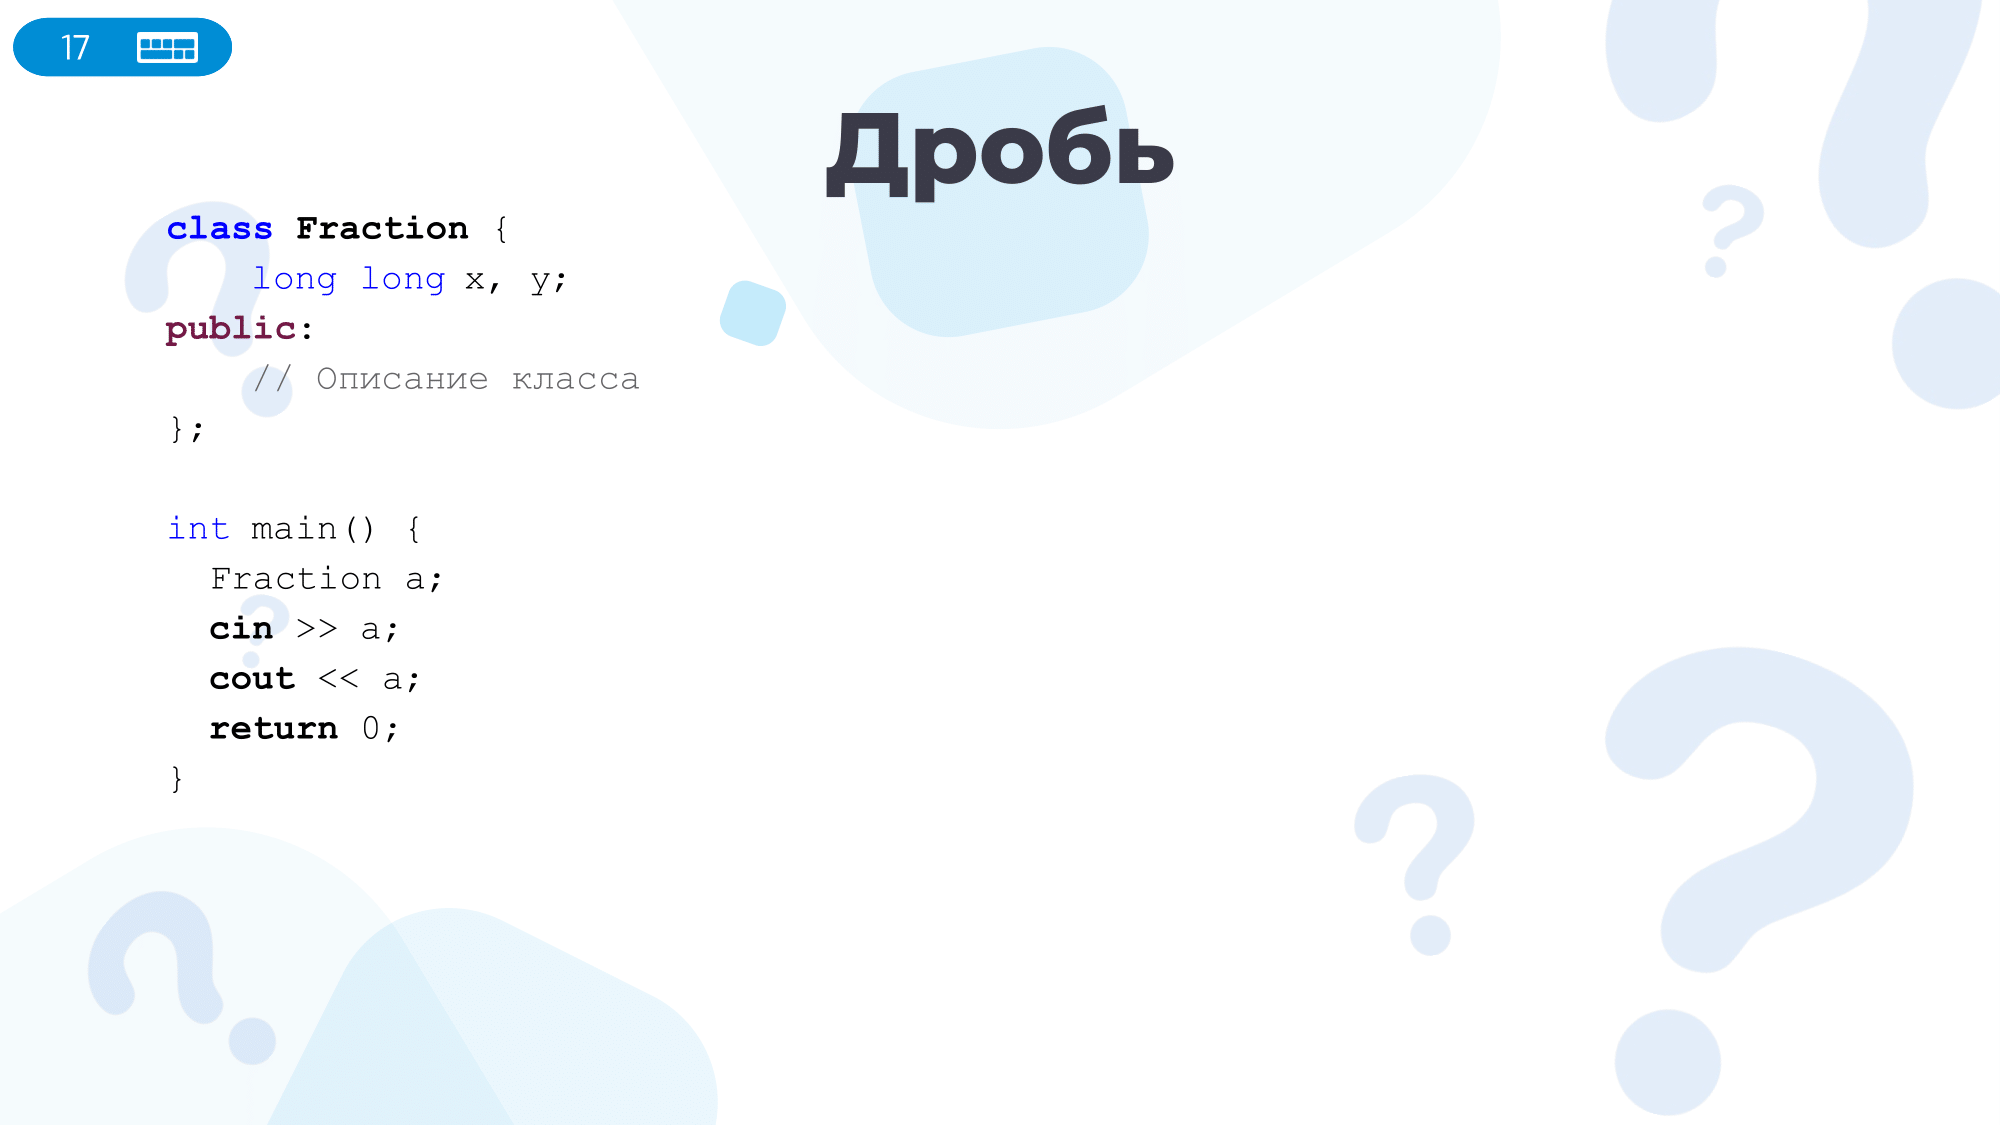 17
Дробь
class Fraction {
    long long x, y;
public:
    // Описание класса
};

int main() {
  Fraction a;
  cin >> a;
  cout << a;
  return 0;
}